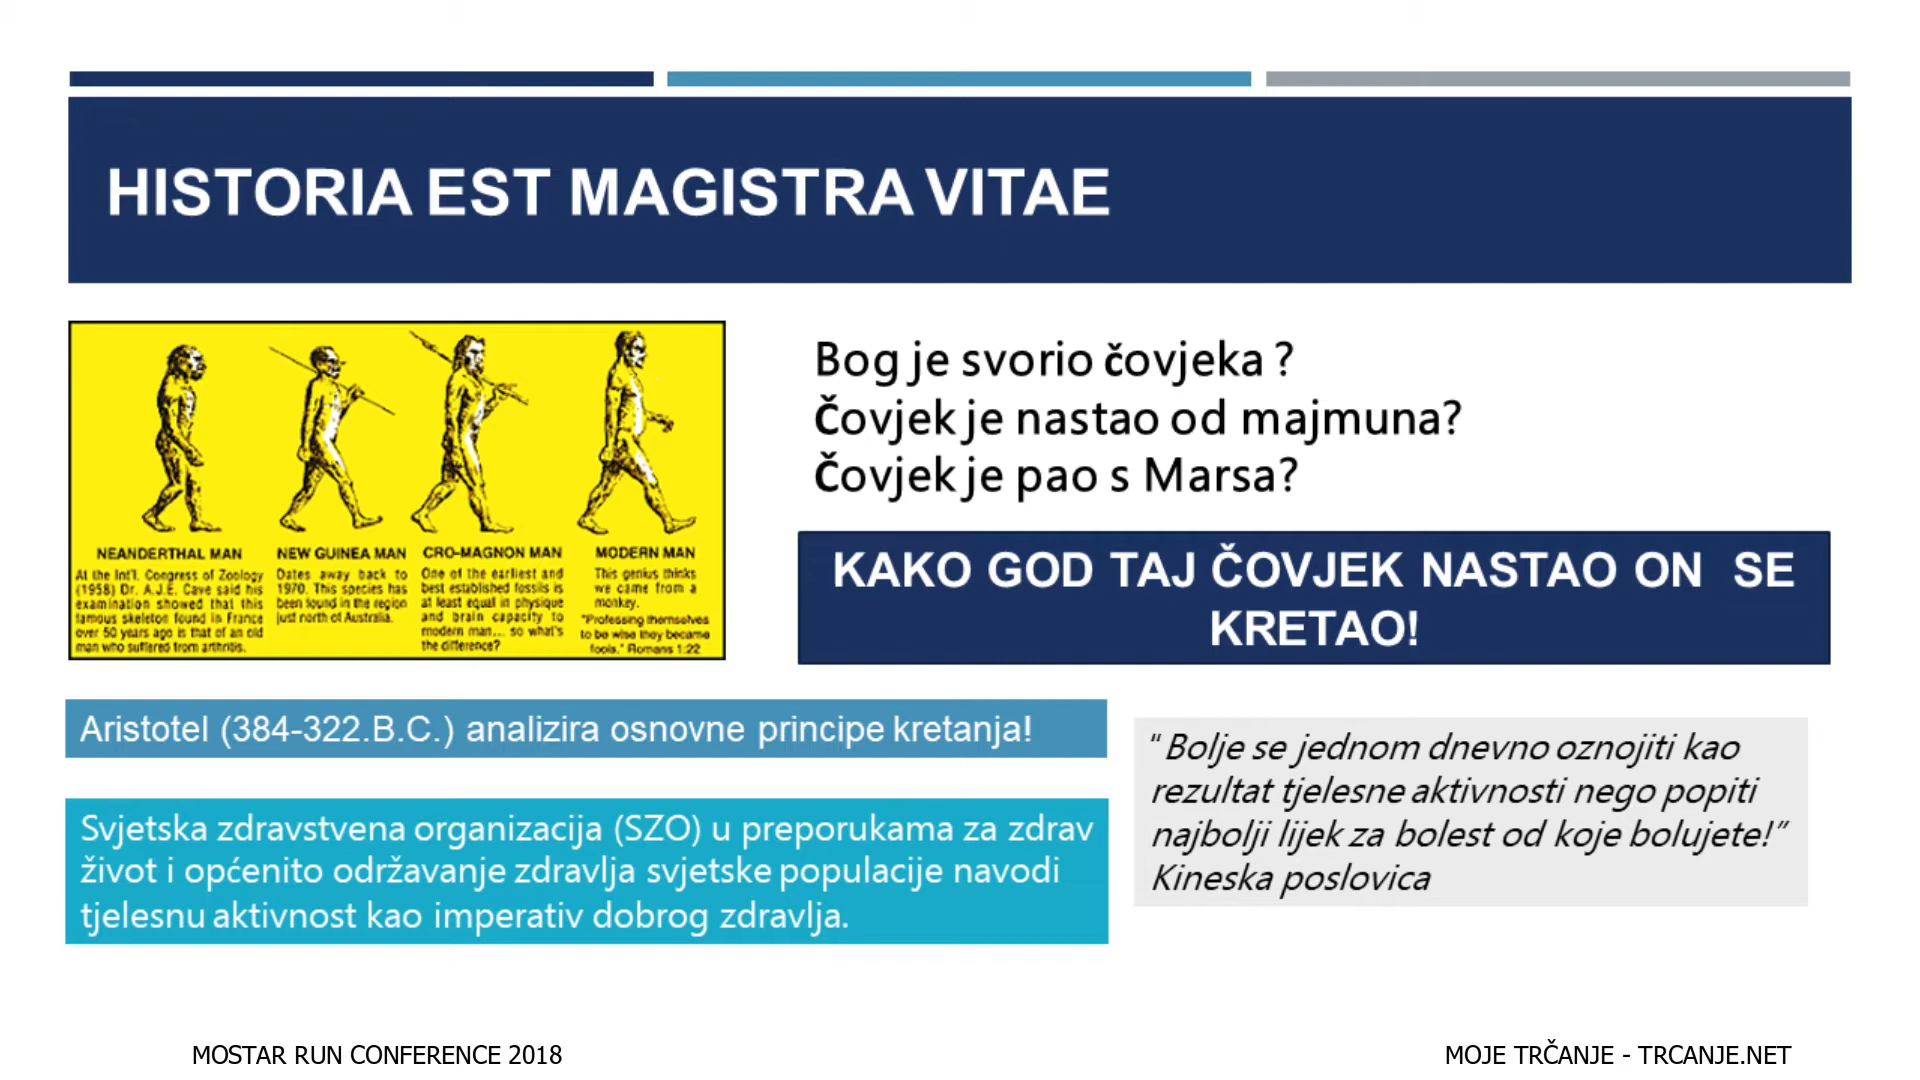 HISTORIA EST MAGISTRA VITAE
NEANDERTHAL MAN
At the Int'l. Congress of Zoology
(1958) Dr. A.J.E. Cave said his
examination showed that this
famous skeleton found in France
over 50 years ago is that of an old
man who suffered from arthritis.
NEW GUINEA MAN
Dates away back to
1970. This species has
been found in the region
just north of Australia.
CRO-MAGNON MAN
One of the earliest and
best established fossils is
at least equal in physique
and brain capacity to
modern man... so what's
the difference?
MODERN MAN
This genius thinks
we came from a
monkey.
"Professing themselves
to be wise they became
fools." Romans 1:22
Bog je svorio čovjeka ?
Čovjek je nastao od majmuna?
Čovjek je pao s Marsa?
KAKO GOD TAJ ČOVJEK NASTAO ON SE
KRETAO!
Aristotel (384-322.B.C.) analizira osnovne principe kretanja!
Svjetska zdravstvena organizacija (SZO) u preporukama za zdrav
život i općenito održavanje zdravlja svjetske populacije navodi
tjelesnu aktivnost kao imperativ dobrog zdravlja.
“Bolje se jednom dnevno oznojiti kao
rezultat tjelesne aktivnosti nego popiti
najbolji lijek za bolest od koje bolujete!”
Kineska poslovica
MOSTAR RUN CONFERENCE 2018
MOJE TRČANJE - TRCANJE.NET